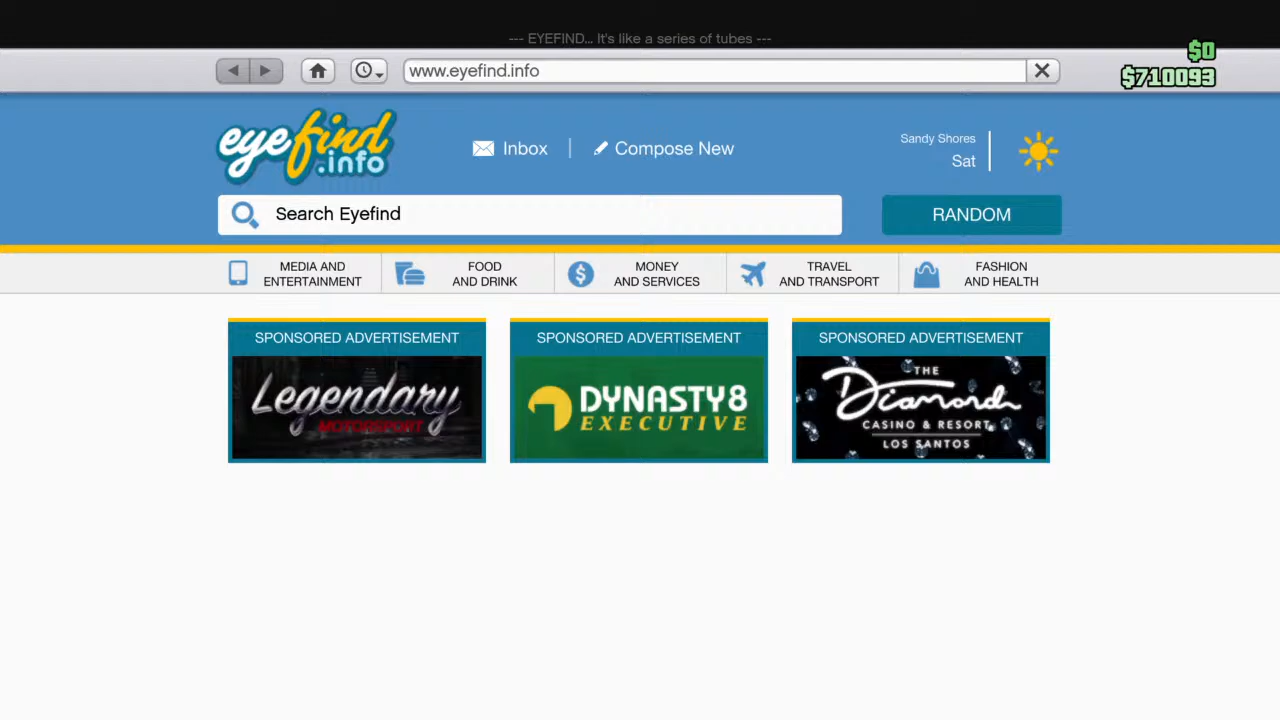 --- EYEFIND... It's like a series of tubes ---
$0
www.eyefind.info
$710093
eyefind
.info
Inbox
Compose New
Sandy Shores
Sat
Search Eyefind
RANDOM
MEDIA AND
ENTERTAINMENT
FOOD
AND DRINK
MONEY
AND SERVICES
TRAVEL
AND TRANSPORT
FASHION
AND HEALTH
SPONSORED ADVERTISEMENT
Legendary
MOTORSPORT
SPONSORED ADVERTISEMENT
DYNASTY8
EXECUTIVE
SPONSORED ADVERTISEMENT
THE
Diamond
CASINO & RESORT
LOS SANTOS